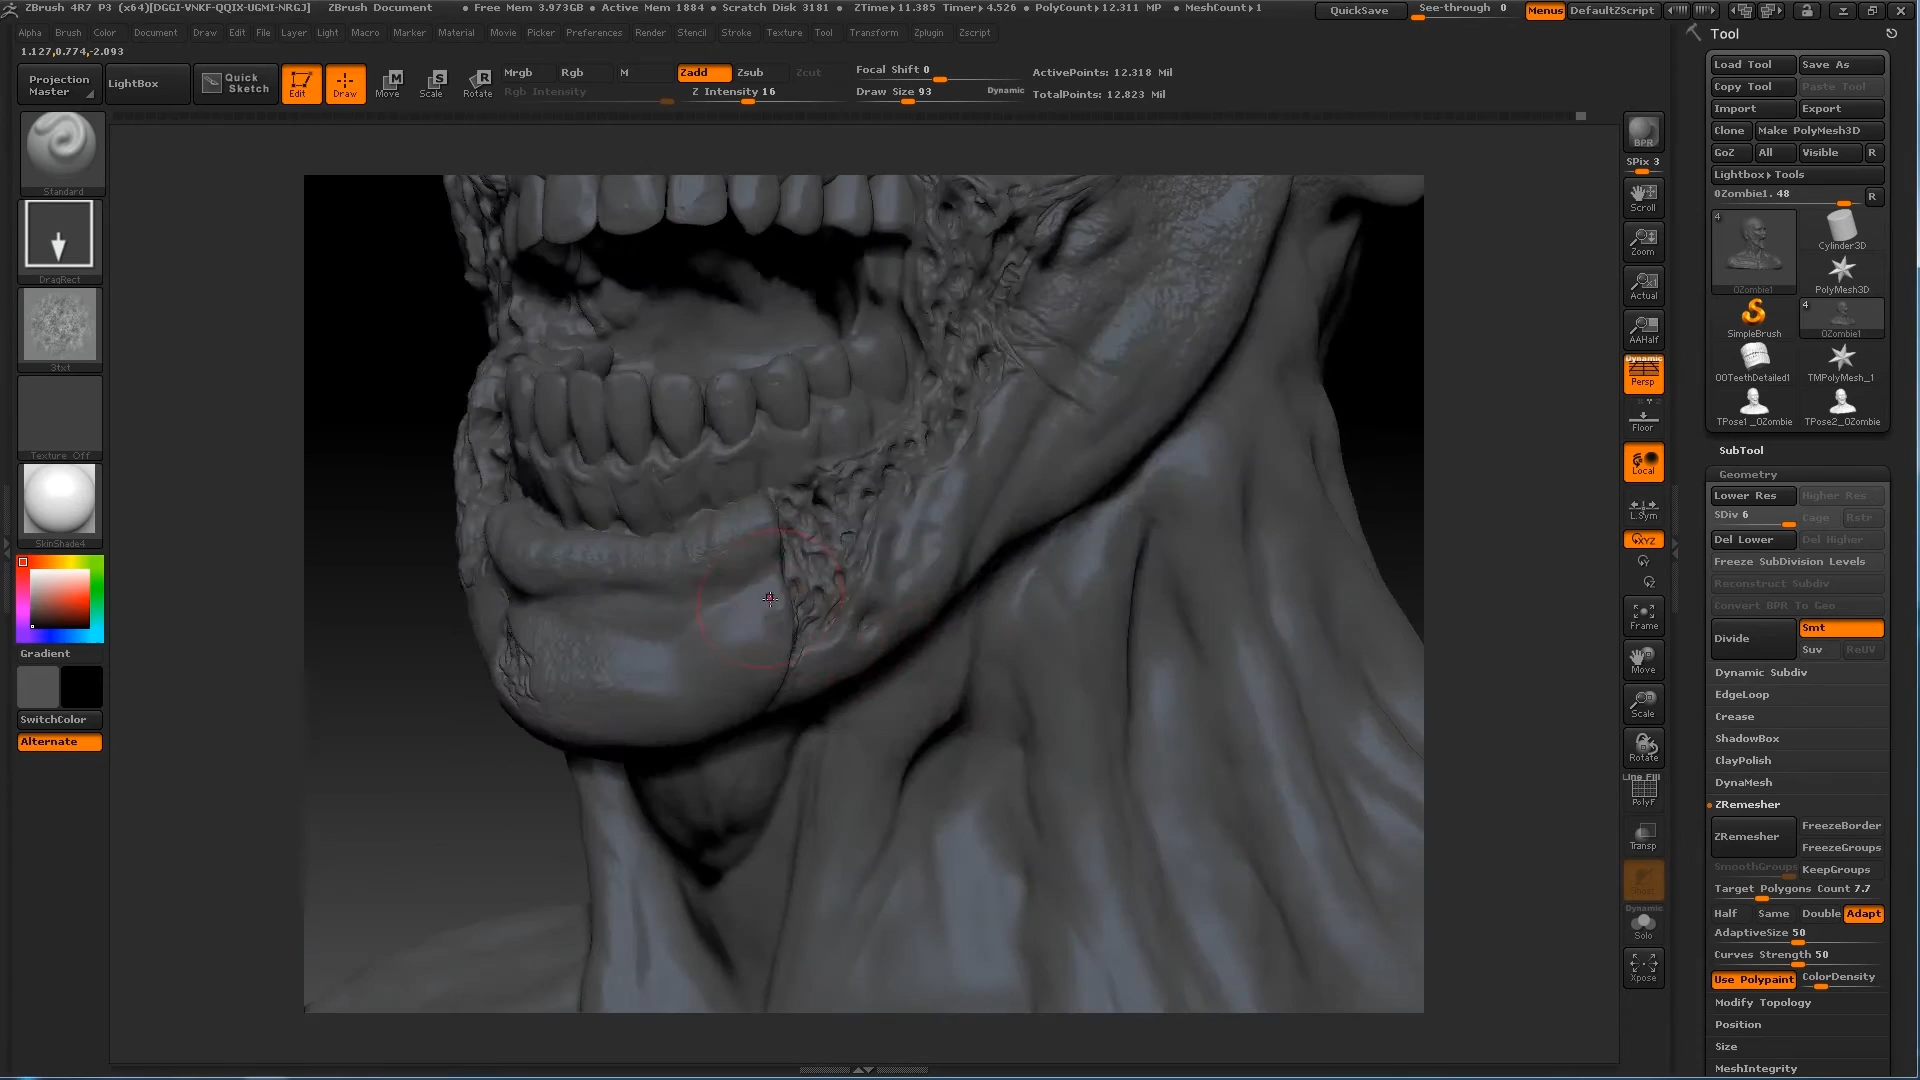 ZBrush 4R7 P3 (x64)[DGGI-VNKF-QQIX-UGMI-NRGJ] ZBrush Document • Free Mem 3.973GB • Active Mem 1884 • Scratch Disk 3181 • ZTime▸11.385 Timer▸4.526 • PolyCount▸12.311 MP • MeshCount▸1 QuickSave See-through 0 Menus DefaultZScript
Alpha Brush Color Document Draw Edit File Layer Light Macro Marker Material Movie Picker Preferences Render Stencil Stroke Texture Tool Transform Zplugin Zscript
1.127,0.774,-2.093
Projection Master
LightBox
Quick Sketch
Edit
Draw
Move
Scale
Rotate
Mrgb Rgb M
Rgb Intensity
Zadd Zsub Zcut
Z Intensity 16
Focal Shift 0
Draw Size 93 Dynamic
ActivePoints: 12.318 Mil
TotalPoints: 12.823 Mil
Standard
DragRect
3txt
Texture Off
SkinShade4
Gradient
SwitchColor
Alternate
BPR
SPix 3
Scroll
Zoom
Actual
AAHalf
Dynamic
Persp
Floor
Local
L.Sym
XYZ
Y
Z
Frame
Move
Scale
Rotate
Line Fill
PolyF
Transp
Dynamic
Solo
Xpose
Tool
Load Tool Save As
Copy Tool Paste Tool
Import Export
Clone Make PolyMesh3D
GoZ All Visible R
Lightbox▸Tools
0Zombie1. 48 R
4
0Zombie1
Cylinder3D
PolyMesh3D
SimpleBrush
4
0Zombie1
00TeethDetailed1
TMPolyMesh_1
TPose1_0Zombie
TPose2_0Zombie
SubTool
Geometry
Lower Res Higher Res
SDiv 6 Cage Rstr
Del Lower Del Higher
Freeze SubDivision Levels
Reconstruct Subdiv
Convert BPR To Geo
Divide Smt
Suv ReUV
Dynamic Subdiv
EdgeLoop
Crease
ShadowBox
ClayPolish
DynaMesh
ZRemesher
ZRemesher FreezeBorder
FreezeGroups
SmoothGroups KeepGroups
Target Polygons Count 7.7
Half Same Double Adapt
AdaptiveSize 50
Curves Strength 50
Use Polypaint ColorDensity
Modify Topology
Position
Size
MeshIntegrity